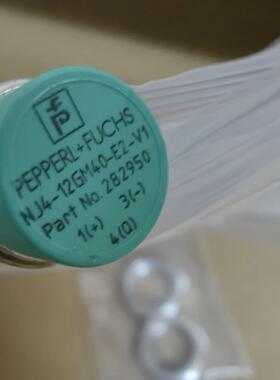 PEPPERL+FUCHS
NJ4-12GM40-E2-V1
Part No. 282950
1(+) 3(-)
4(Ω)